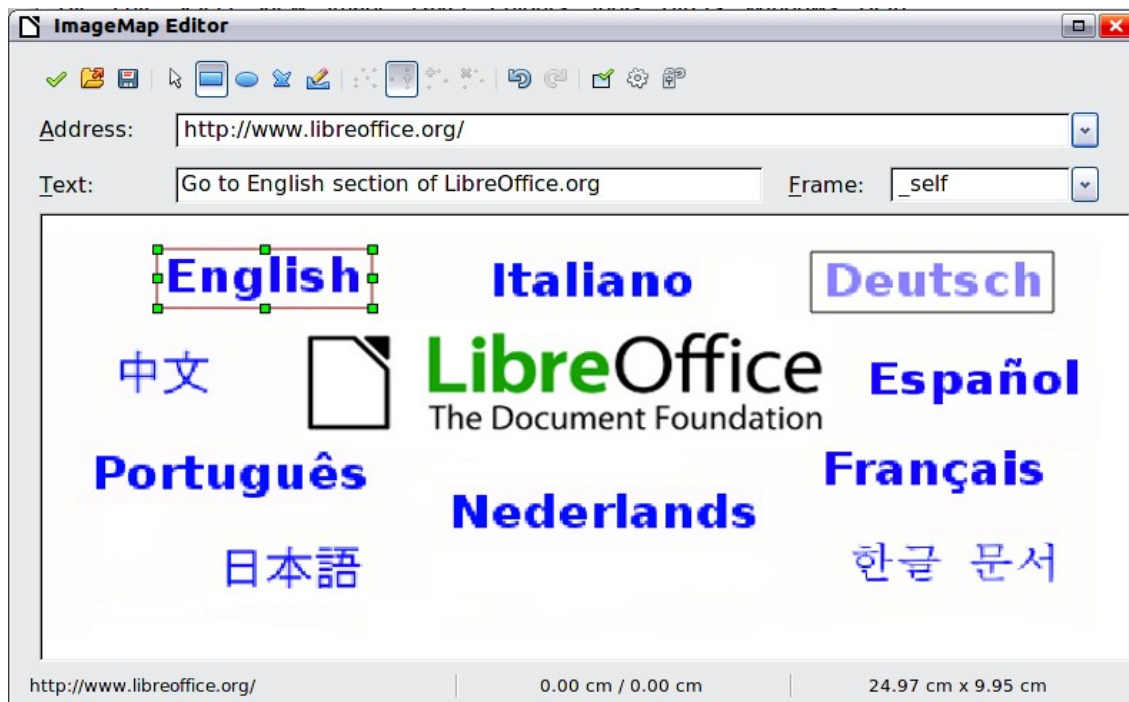 ImageMap Editor
Address: http://www.libreoffice.org/
Text: Go to English section of LibreOffice.org Frame: _self
English Italiano Deutsch
中文 LibreOffice Español
The Document Foundation
Português Français
Nederlands
日本語 한글 문서
http://www.libreoffice.org/ 0.00 cm / 0.00 cm 24.97 cm x 9.95 cm